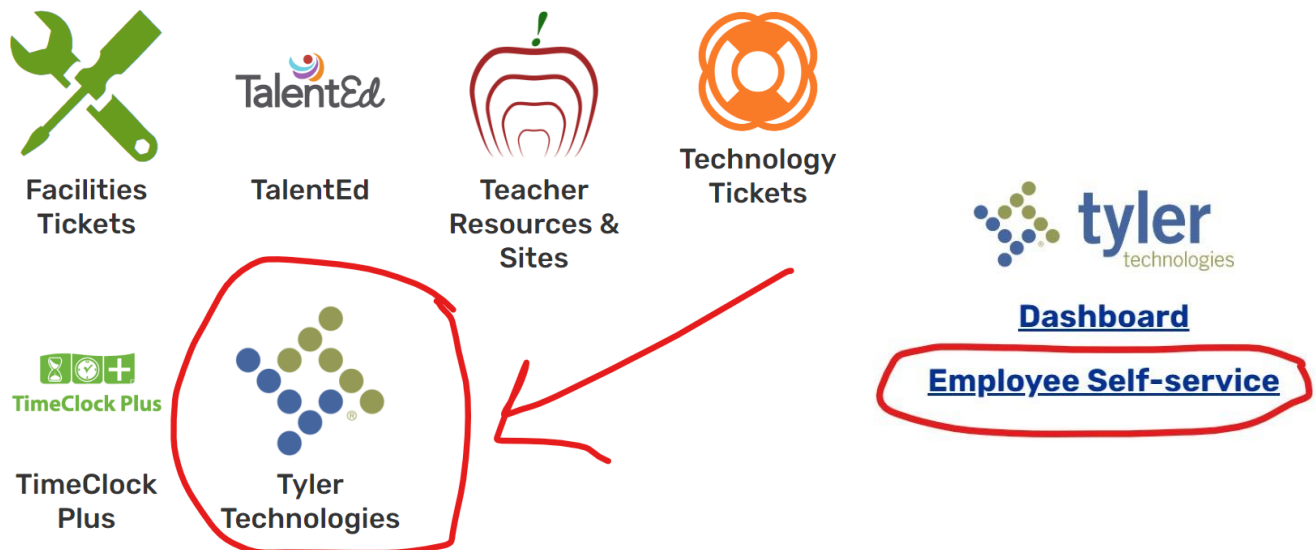 TalentEd
Facilities
Tickets
TalentEd
Teacher
Resources &
Sites
Technology
Tickets
TimeClock Plus
TimeClock
Plus
®
Tyler
Technologies
tyler
technologies
®
Dashboard
Employee Self-service